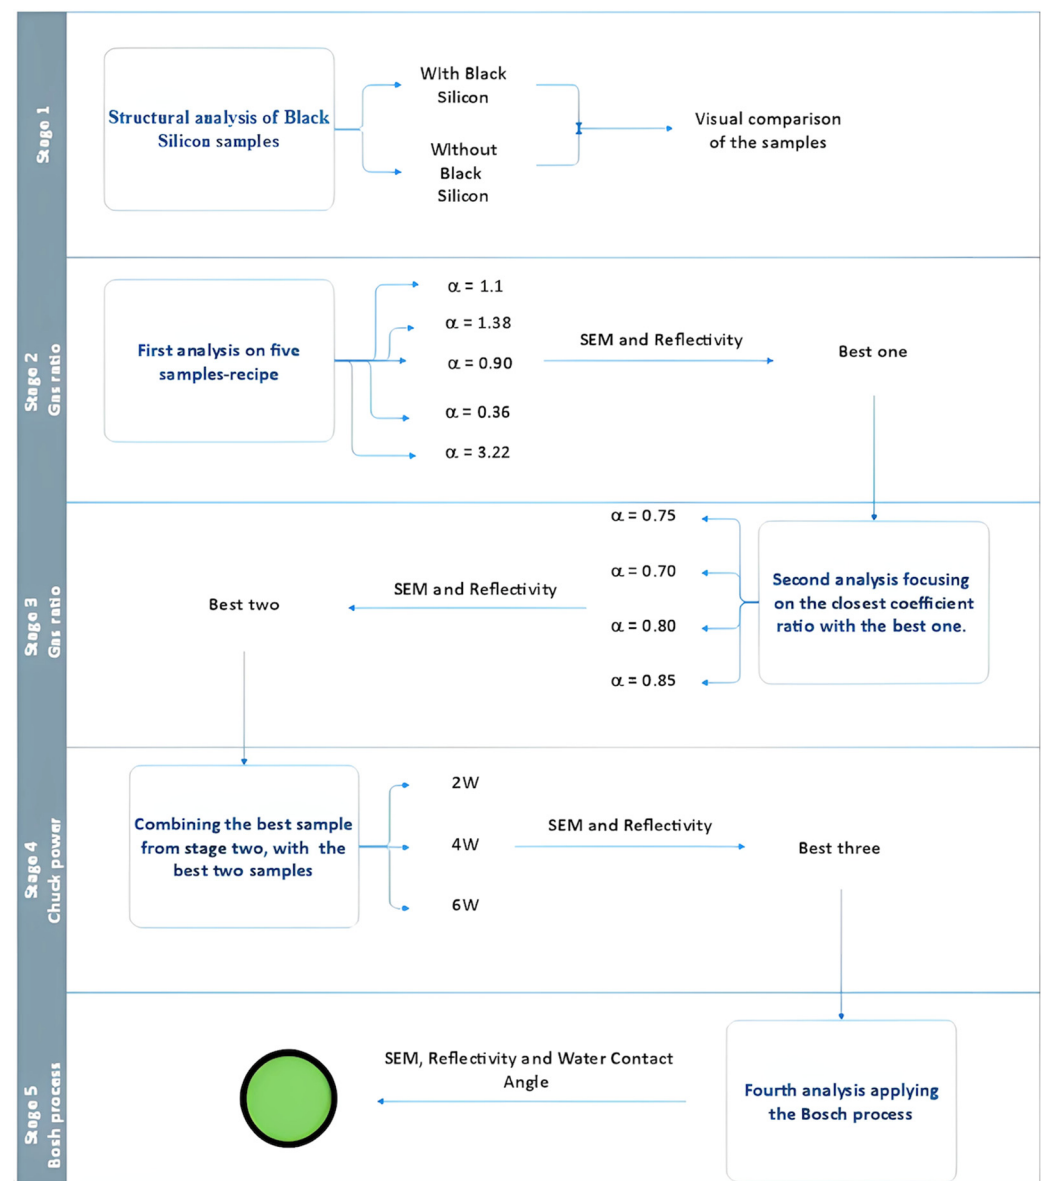 Stage 1
Structural analysis of Black
Silicon samples
With Black
Silicon
Without
Black
Silicon
Visual comparison
of the samples
Stage 2
Gas ratio
First analysis on five
samples-recipe
α = 1.1
α = 1.38
α = 0.90
α = 0.36
α = 3.22
SEM and Reflectivity
Best one
Stage 3
Gas ratio
Second analysis focusing
on the closest coefficient
ratio with the best one.
α = 0.75
α = 0.70
α = 0.80
α = 0.85
SEM and Reflectivity
Best two
Stage 4
Chuck power
Combining the best sample
from stage two, with the
best two samples
2W
4W
6W
SEM and Reflectivity
Best three
Stage 5
Bosh process
Fourth analysis applying
the Bosch process
SEM, Reflectivity and Water Contact
Angle